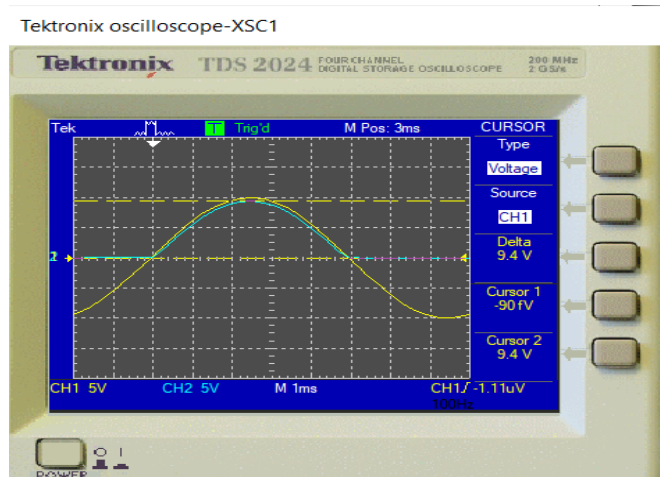 Tektronix oscilloscope-XSC1
Tektronix TDS 2024 FOUR CHANNEL DIGITAL STORAGE OSCILLOSCOPE 200 MHz 2 GS/s
Tek T Trig'd M Pos: 3ms CURSOR
Type
Voltage
Source
CH1
Delta
9.4 V
Cursor 1
-90 fV
Cursor 2
9.4 V
2
CH1 5V CH2 5V M 1ms CH1 -1.11uV
100Hz
POWER